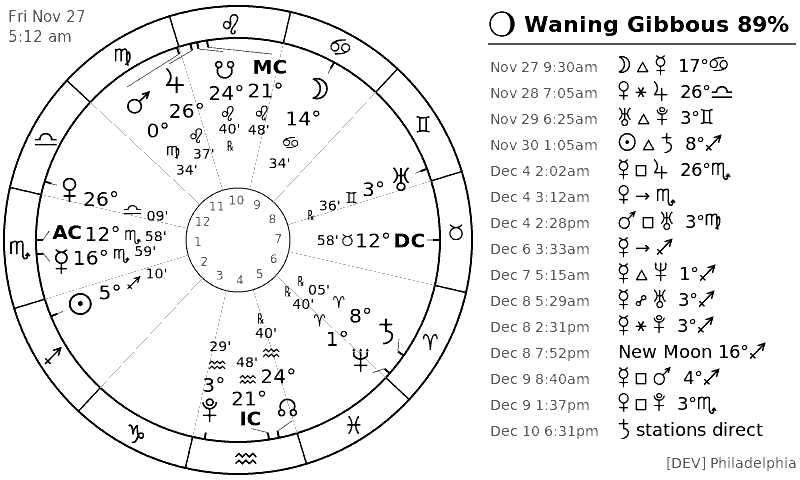 Fri Nov 27
5:12 am
☽ Waning Gibbous 89%
Nov 27 9:30am ☽ △ ☿ 17°♋
Nov 28 7:05am ♀ ⚹ ♃ 26°♎
Nov 29 6:25am ♅ △ ⯓ 3°♊
Nov 30 1:05am ☉ △ ♄ 8°♐
Dec 4 2:02am ☿ □ ♃ 26°♏
Dec 4 3:12am ♀ → ♏
Dec 4 2:28pm ♂ □ ♅ 3°♍
Dec 6 3:33am ☿ → ♐
Dec 7 5:15am ☿ △ ♆ 1°♐
Dec 8 5:29am ☿ ☍ ♅ 3°♐
Dec 8 2:31pm ☿ ⚹ ⯓ 3°♐
Dec 8 7:52pm New Moon 16°♐
Dec 9 8:40am ☿ □ ♂ 4°♐
Dec 9 1:37pm ♀ □ ⯓ 3°♏
Dec 10 6:31pm ♄ stations direct
[DEV] Philadelphia
♌
♋
♊
♉
♈
♓
♒
♑
♐
♏
♎
♍
♂ 0° ♍ 34'
♃ 26° ♌ 37'
☋ 24° ♌ 40' ℞
MC 21° ♌ 48'
☽ 14° ♋ 34'
♅ 3° ♊ 36' ℞
DC 12° ♉ 58'
♄ 8° ♈ 05' ℞
♆ 1° ♈ 40' ℞
☊ 24° ♒ 40' ℞
IC 21° ♒ 48'
⯓ 3° ♒ 29'
☉ 5° ♐ 10'
☿ 16° ♏ 59'
AC 12° ♏ 58'
♀ 26° ♎ 09'
1
2
3
4
5
6
7
8
9
10
11
12